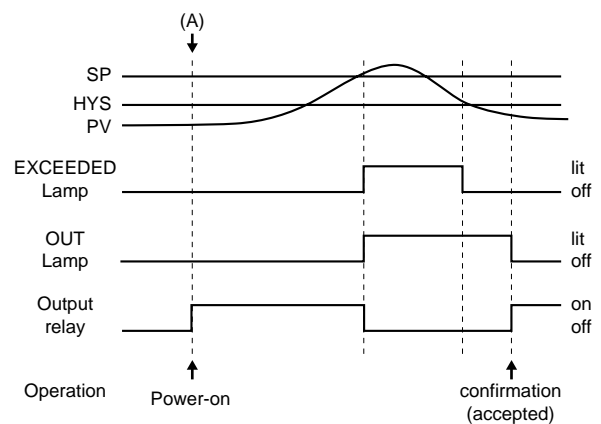 (A)
SP
HYS
PV
EXCEEDED
Lamp
lit
off
OUT
Lamp
lit
off
Output
relay
on
off
Operation
Power-on
confirmation
(accepted)